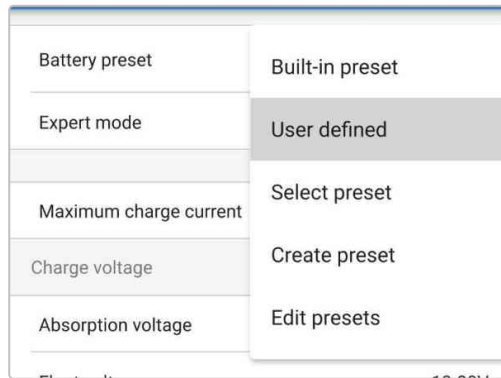 Battery preset
Built-in preset
Expert mode
User defined
Select preset
Maximum charge current
Create preset
Charge voltage
Absorption voltage
Edit presets